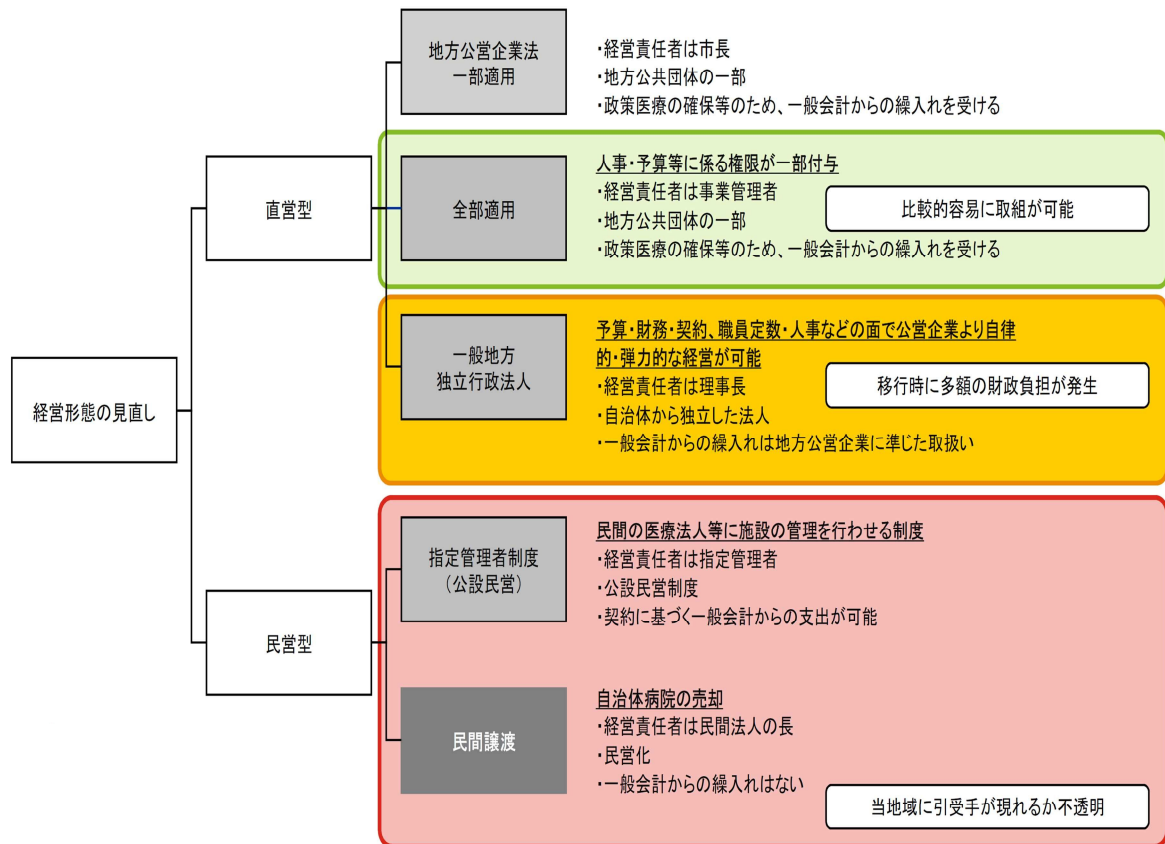 経営形態の見直し
直営型
地方公営企業法
一部適用
・経営責任者は市長
・地方公共団体の一部
・政策医療の確保等のため、一般会計からの繰入れを受ける
全部適用
人事・予算等に係る権限が一部付与
・経営責任者は事業管理者
・地方公共団体の一部
・政策医療の確保等のため、一般会計からの繰入れを受ける
比較的容易に取組が可能
一般地方
独立行政法人
予算・財務・契約、職員定数・人事などの面で公営企業より自律
的・弾力的な経営が可能
・経営責任者は理事長
・自治体から独立した法人
・一般会計からの繰入れは地方公営企業に準じた取扱い
移行時に多額の財政負担が発生
民営型
指定管理者制度
（公設民営）
民間の医療法人等に施設の管理を行わせる制度
・経営責任者は指定管理者
・公設民営制度
・契約に基づく一般会計からの支出が可能
民間譲渡
自治体病院の売却
・経営責任者は民間法人の長
・民営化
・一般会計からの繰入れはない
当地域に引受手が現れるか不透明